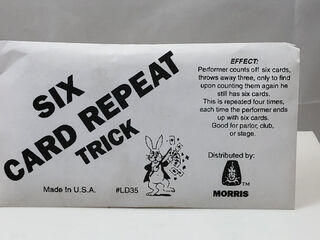 SIX
CARD REPEAT
TRICK
Made In U.S.A.
#LD35
EFFECT:
Performer counts off six cards,
throws away three, only to find
upon counting them again he
still has six cards.
This is repeated four times,
each time the performer ends
up with six cards.
Good for parlor, club,
or stage.
Distributed by:
TM
MORRIS